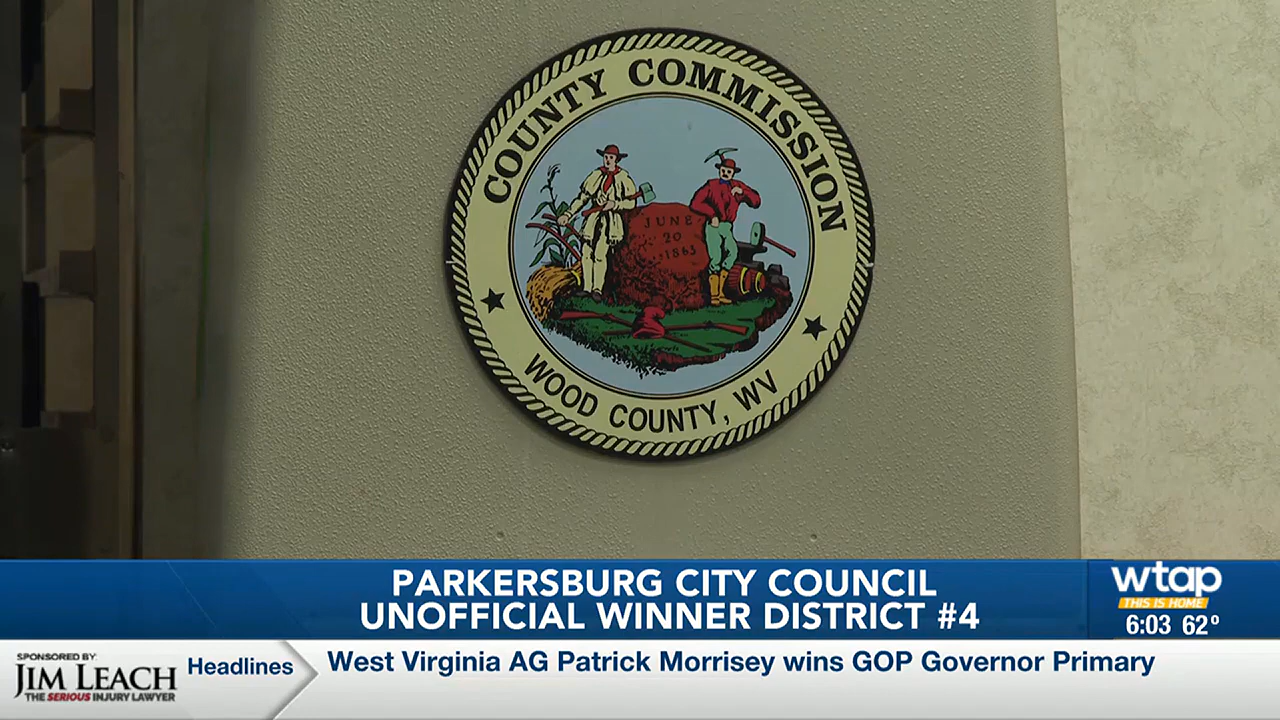 COUNTY COMMISSION
JUNE
20
1863
WOOD COUNTY, WV
PARKERSBURG CITY COUNCIL
UNOFFICIAL WINNER DISTRICT #4
wtap
THIS IS HOME
6:03 62°
SPONSORED BY:
JIM LEACH
THE SERIOUS INJURY LAWYER
Headlines
West Virginia AG Patrick Morrisey wins GOP Governor Primary